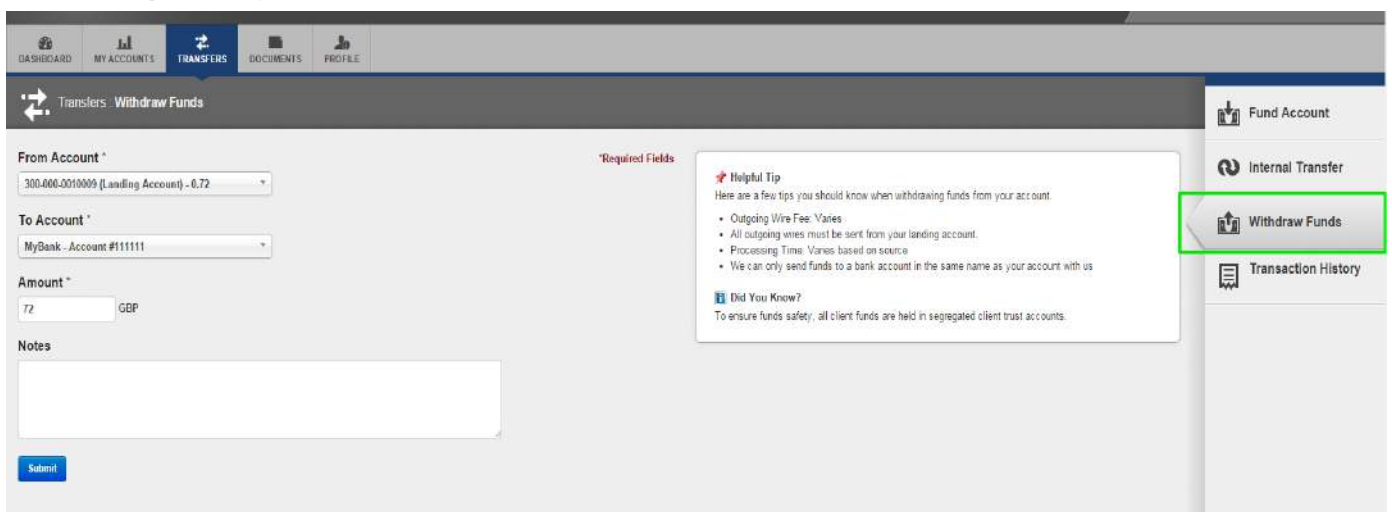 DASHBOARD
MY ACCOUNTS
TRANSFERS
DOCUMENTS
PROFILE
Transfers : Withdraw Funds
From Account *
*Required Fields
300-000-0010009 (Landing Account) - 0.72
To Account *
MyBank - Account #111111
Amount *
72 GBP
Notes
Submit
Helpful Tip
Here are a few tips you should know when withdrawing funds from your account.
• Outgoing Wire Fee: Varies
• All outgoing wires must be sent from your landing account.
• Processing Time: Varies based on source
• We can only send funds to a bank account in the same name as your account with us
Did You Know?
To ensure funds safety, all client funds are held in segregated client trust accounts.
Fund Account
Internal Transfer
Withdraw Funds
Transaction History